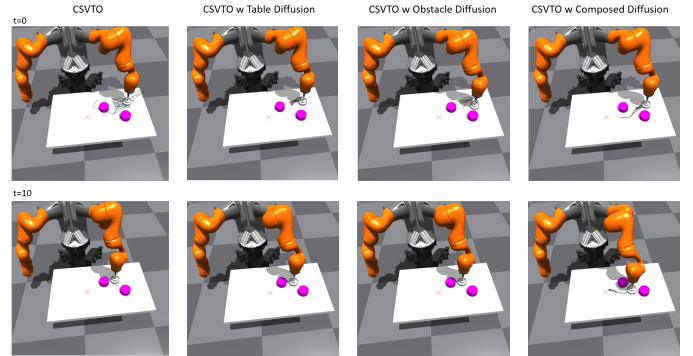 CSVTO
CSVTO w Table Diffusion
CSVTO w Obstacle Diffusion
CSVTO w Composed Diffusion
t=0
t=10